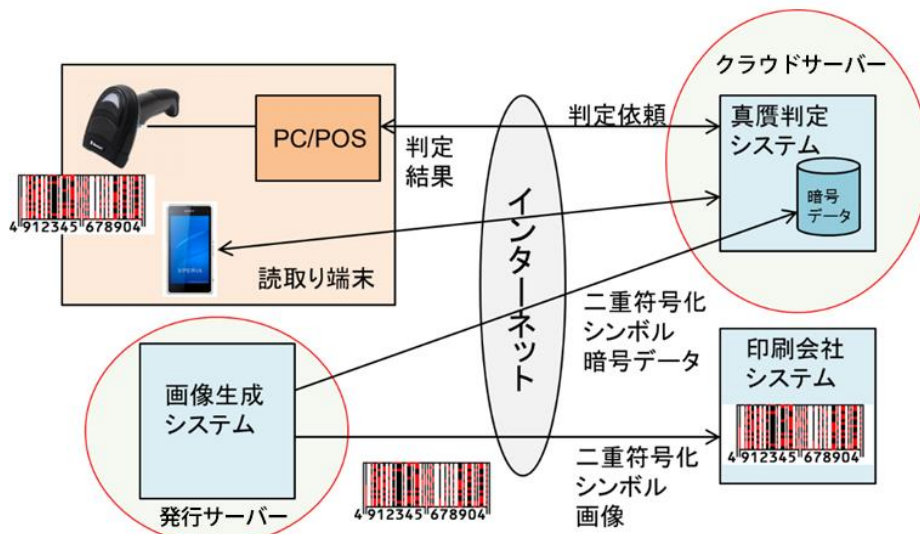 クラウドサーバー
真贋判定
システム
暗号
データ
判定依頼
判定
結果
PC/POS
4 912345 678904
XPERIA
読取り端末
インターネット
二重符号化
シンボル
暗号データ
印刷会社
システム
4 912345 678904
画像生成
システム
発行サーバー
4 912345 678904
二重符号化
シンボル
画像